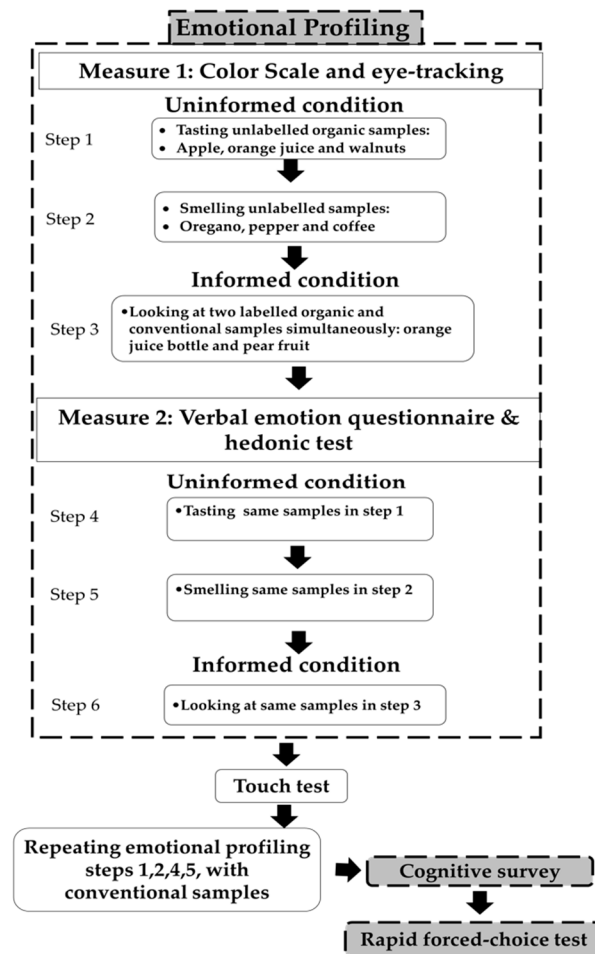 Emotional Profiling
Measure 1: Color Scale and eye-tracking
Uninformed condition
Step 1
• Tasting unlabelled organic samples:
• Apple, orange juice and walnuts
Step 2
• Smelling unlabelled samples:
• Oregano, pepper and coffee
Informed condition
Step 3
•Looking at two labelled organic and
conventional samples simultaneously: orange
juice bottle and pear fruit
Measure 2: Verbal emotion questionnaire &
hedonic test
Uninformed condition
Step 4
•Tasting same samples in step 1
Step 5
•Smelling same samples in step 2
Informed condition
Step 6
•Looking at same samples in step 3
Touch test
Repeating emotional profiling
steps 1,2,4,5, with
conventional samples
Cognitive survey
Rapid forced-choice test